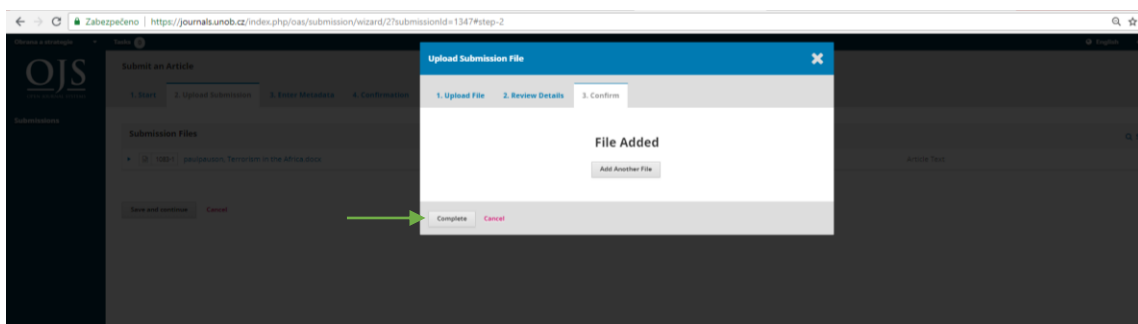 Zabezpečeno | https://journals.unob.cz/index.php/oas/submission/wizard/2?submissionId=1347#step-2
Obrana a strategie
Tasks
English
OJS
Submissions
Submit an Article
1. Start 2. Upload Submission 3. Enter Metadata 4. Confirmation
Submission Files
Terrorism in the Africa.docx
Article Text
Save and continue Cancel
Upload Submission File
1. Upload File 2. Review Details 3. Confirm
File Added
Add Another File
Complete Cancel